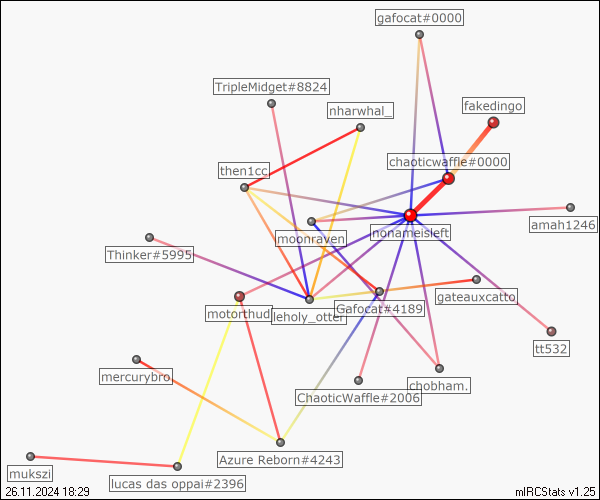 gafocat#0000
TripleMidget#8824
nharwhal_
fakedingo
chaoticwaffle#0000
then1cc
amah1246
nonameisleft
moonraven
Thinker#5995
gateauxcatto
motorthud
leholy_otter
Gafocat#4189
tt532
mercurybro
ChaoticWaffle#2006
chobham.
Azure Reborn#4243
mukszi
lucas das oppai#2396
26.11.2024 18:29
mIRCStats v1.25